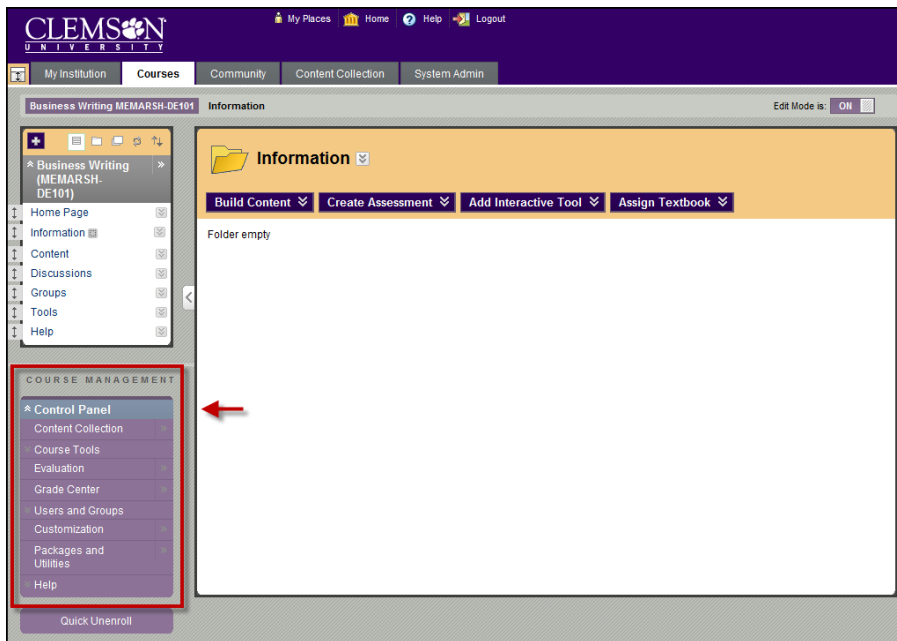 My Places Home Help Logout
CLEMSON
UNIVERSITY
My Institution Courses Community Content Collection System Admin
Business Writing MEMARSH-DE101 Information Edit Mode is: ON
Business Writing
(MEMARSH-
DE101)
Home Page
Information
Content
Discussions
Groups
Tools
Help
Information
Build Content Create Assessment Add Interactive Tool Assign Textbook
Folder empty
COURSE MANAGEMENT
Control Panel
Content Collection
Course Tools
Evaluation
Grade Center
Users and Groups
Customization
Packages and
Utilities
Help
Quick Unenroll